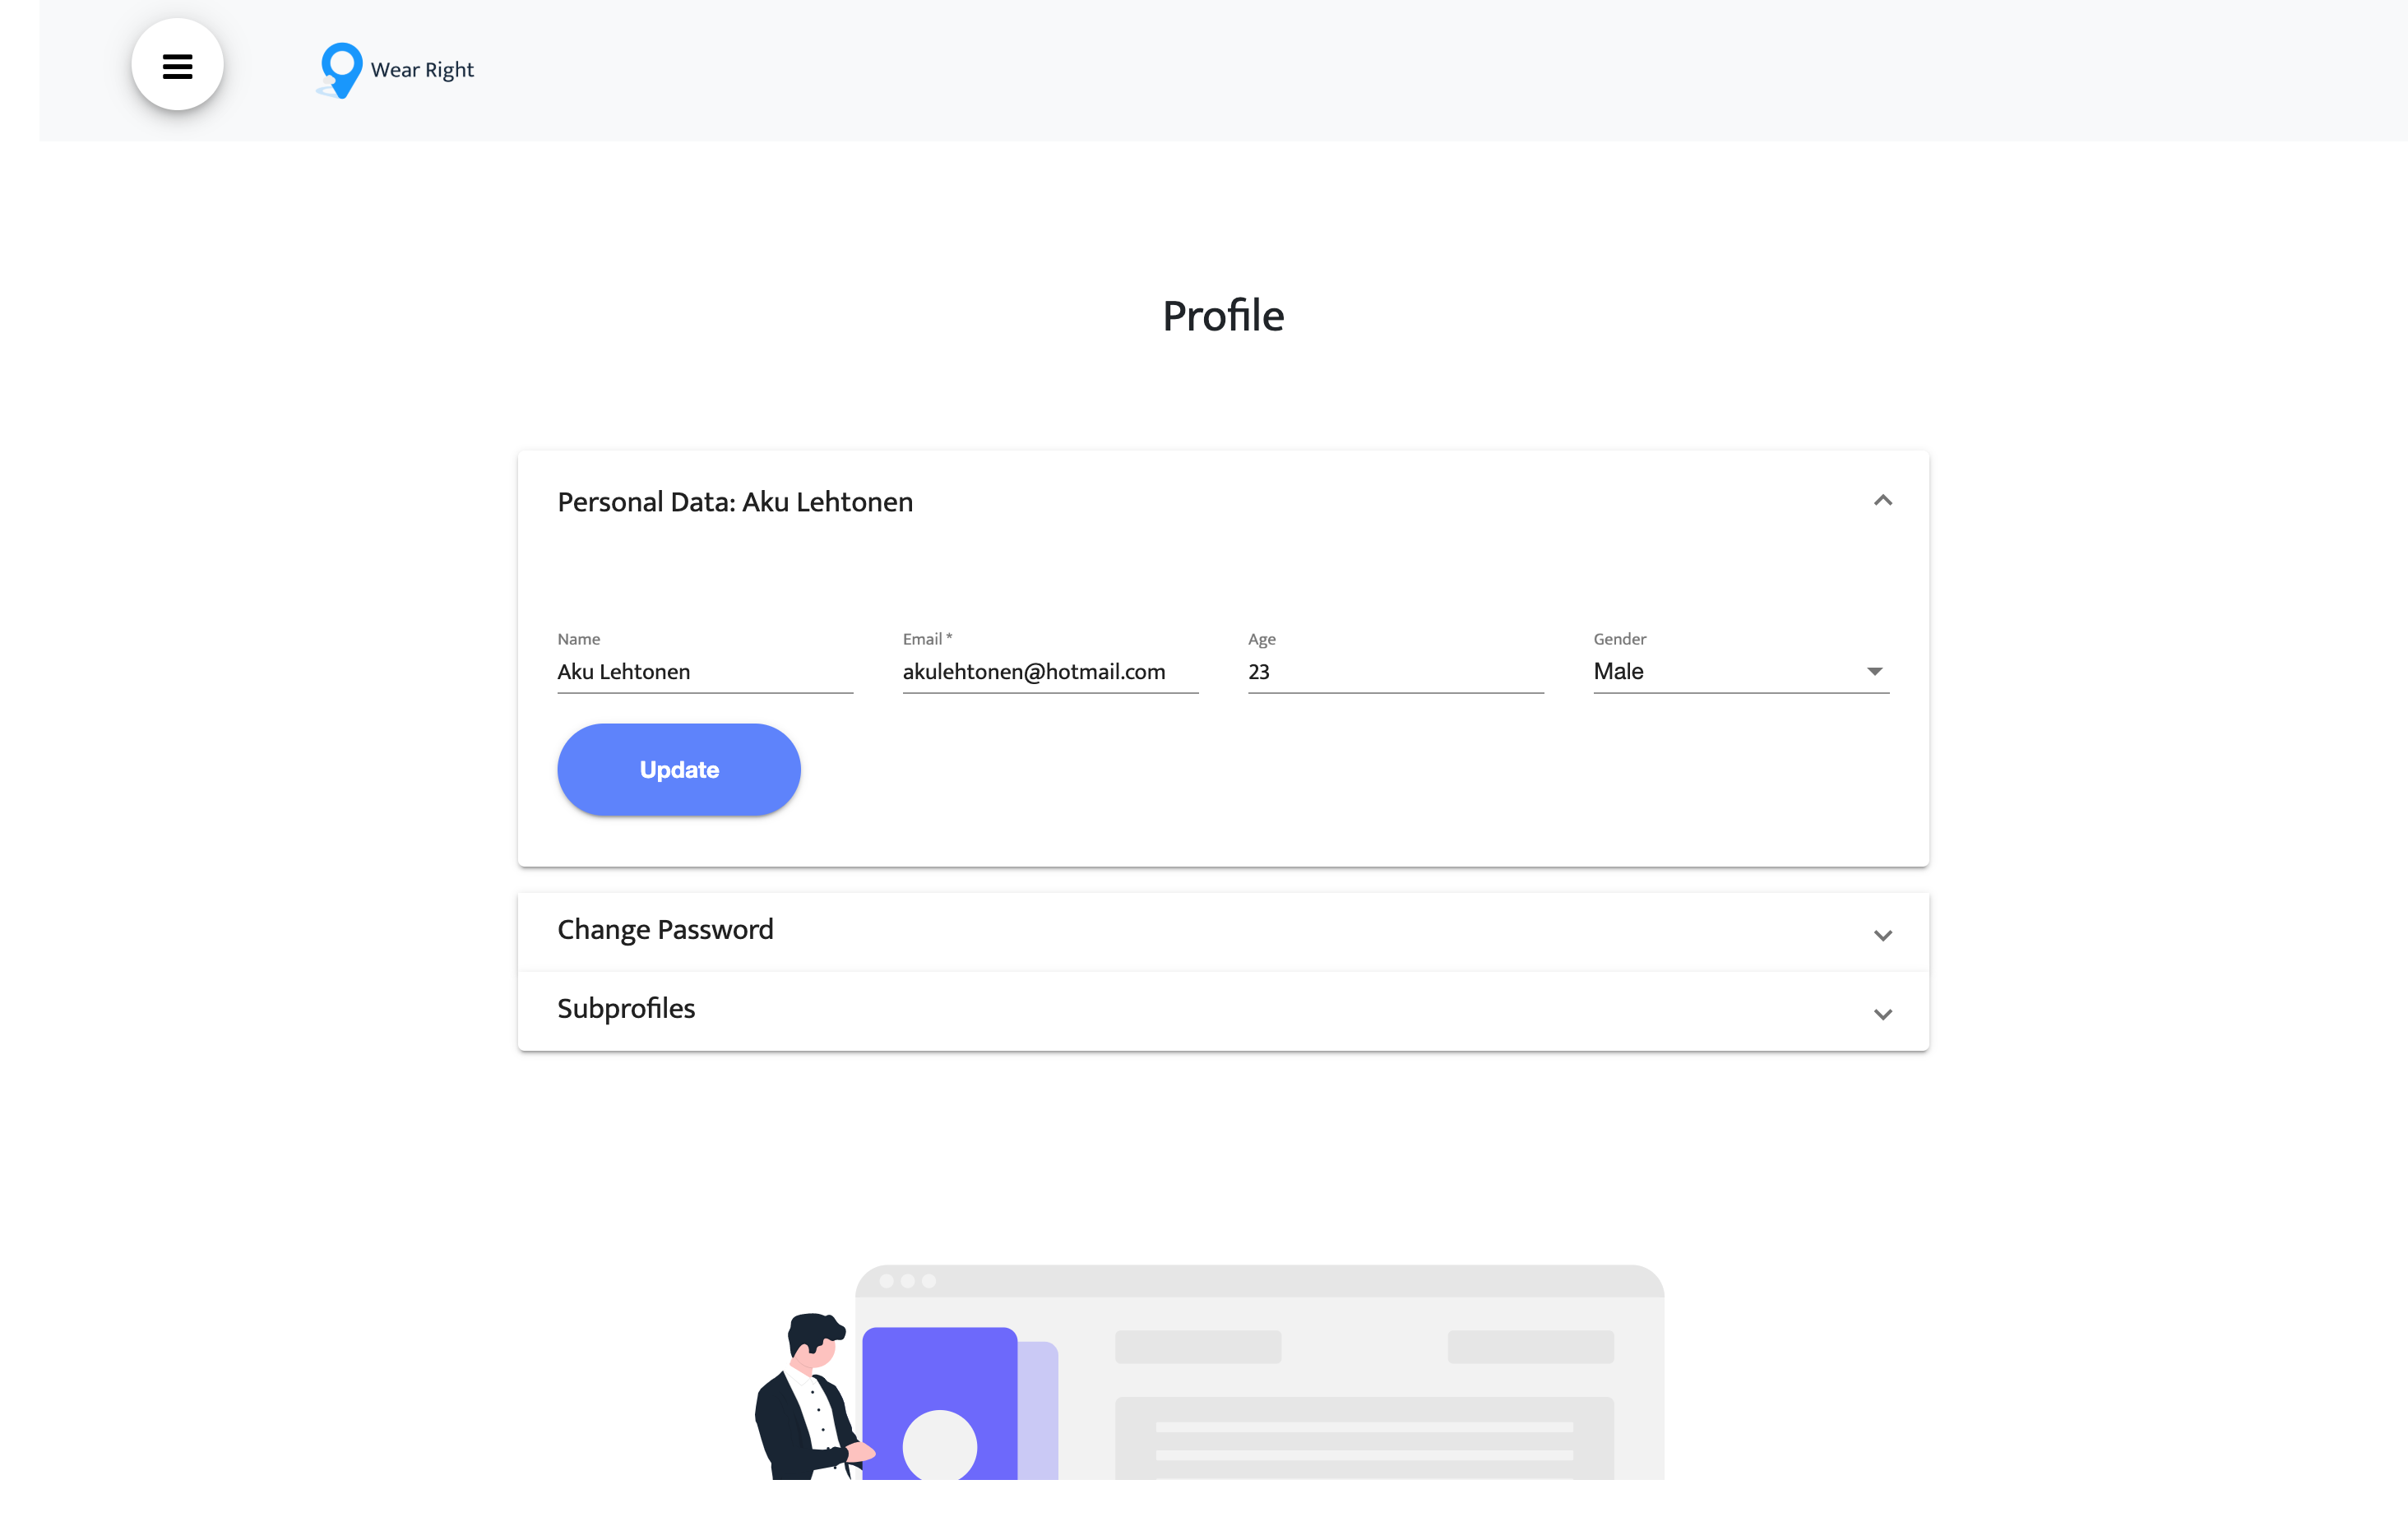 Wear Right
Profile
Personal Data: Aku Lehtonen
Name Email * Age Gender
Aku Lehtonen akulehtonen@hotmail.com 23 Male
Update
Change Password
Subprofiles